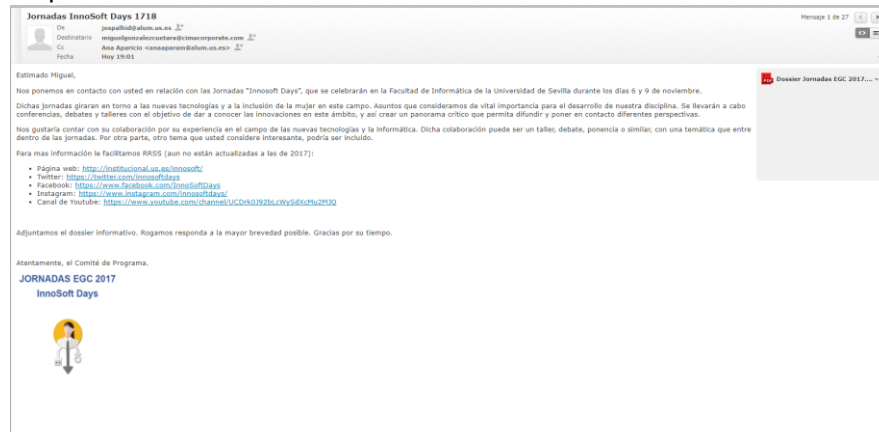 Jornadas InnoSoft Days 1718
Mensaje 1 de 27
De jospalhid@alum.us.es
Destinatario miguelgonzalezcuetara@cimacorporate.com
Cc Ana Aparicio <anaaparam@alum.us.es>
Fecha Hoy 19:01
Estimado Miguel,
Dossier Jornadas EGC 2017....
Nos ponemos en contacto con usted en relación con las Jornadas "Innosoft Days", que se celebrarán en la Facultad de Informática de la Universidad de Sevilla durante los días 6 y 9 de noviembre.
Dichas jornadas giraran en torno a las nuevas tecnologías y a la inclusión de la mujer en este campo. Asuntos que consideramos de vital importancia para el desarrollo de nuestra disciplina. Se llevarán a cabo
conferencias, debates y talleres con el objetivo de dar a conocer las innovaciones en este ámbito, y así crear un panorama crítico que permita difundir y poner en contacto diferentes perspectivas.
Nos gustaría contar con su colaboración por su experiencia en el campo de las nuevas tecnologías y la informática. Dicha colaboración puede ser un taller, debate, ponencia o similar, con una temática que entre
dentro de las jornadas. Por otra parte, otro tema que usted considere interesante, podría ser incluido.
Para mas información le facilitamos RRSS (aun no están actualizadas a las de 2017):
• Página web: http://institucional.us.es/innosoft/
• Twitter: https://twitter.com/innosoftdays
• Facebook: https://www.facebook.com/InnoSoftDays
• Instagram: https://www.instagram.com/innosoftdays/
• Canal de Youtube: https://www.youtube.com/channel/UCDrk0J92bLcWySdXcMu2M3Q
Adjuntamos el dossier informativo. Rogamos responda a la mayor brevedad posible. Gracias por su tiempo.
Atentamente, el Comité de Programa.
JORNADAS EGC 2017
InnoSoft Days